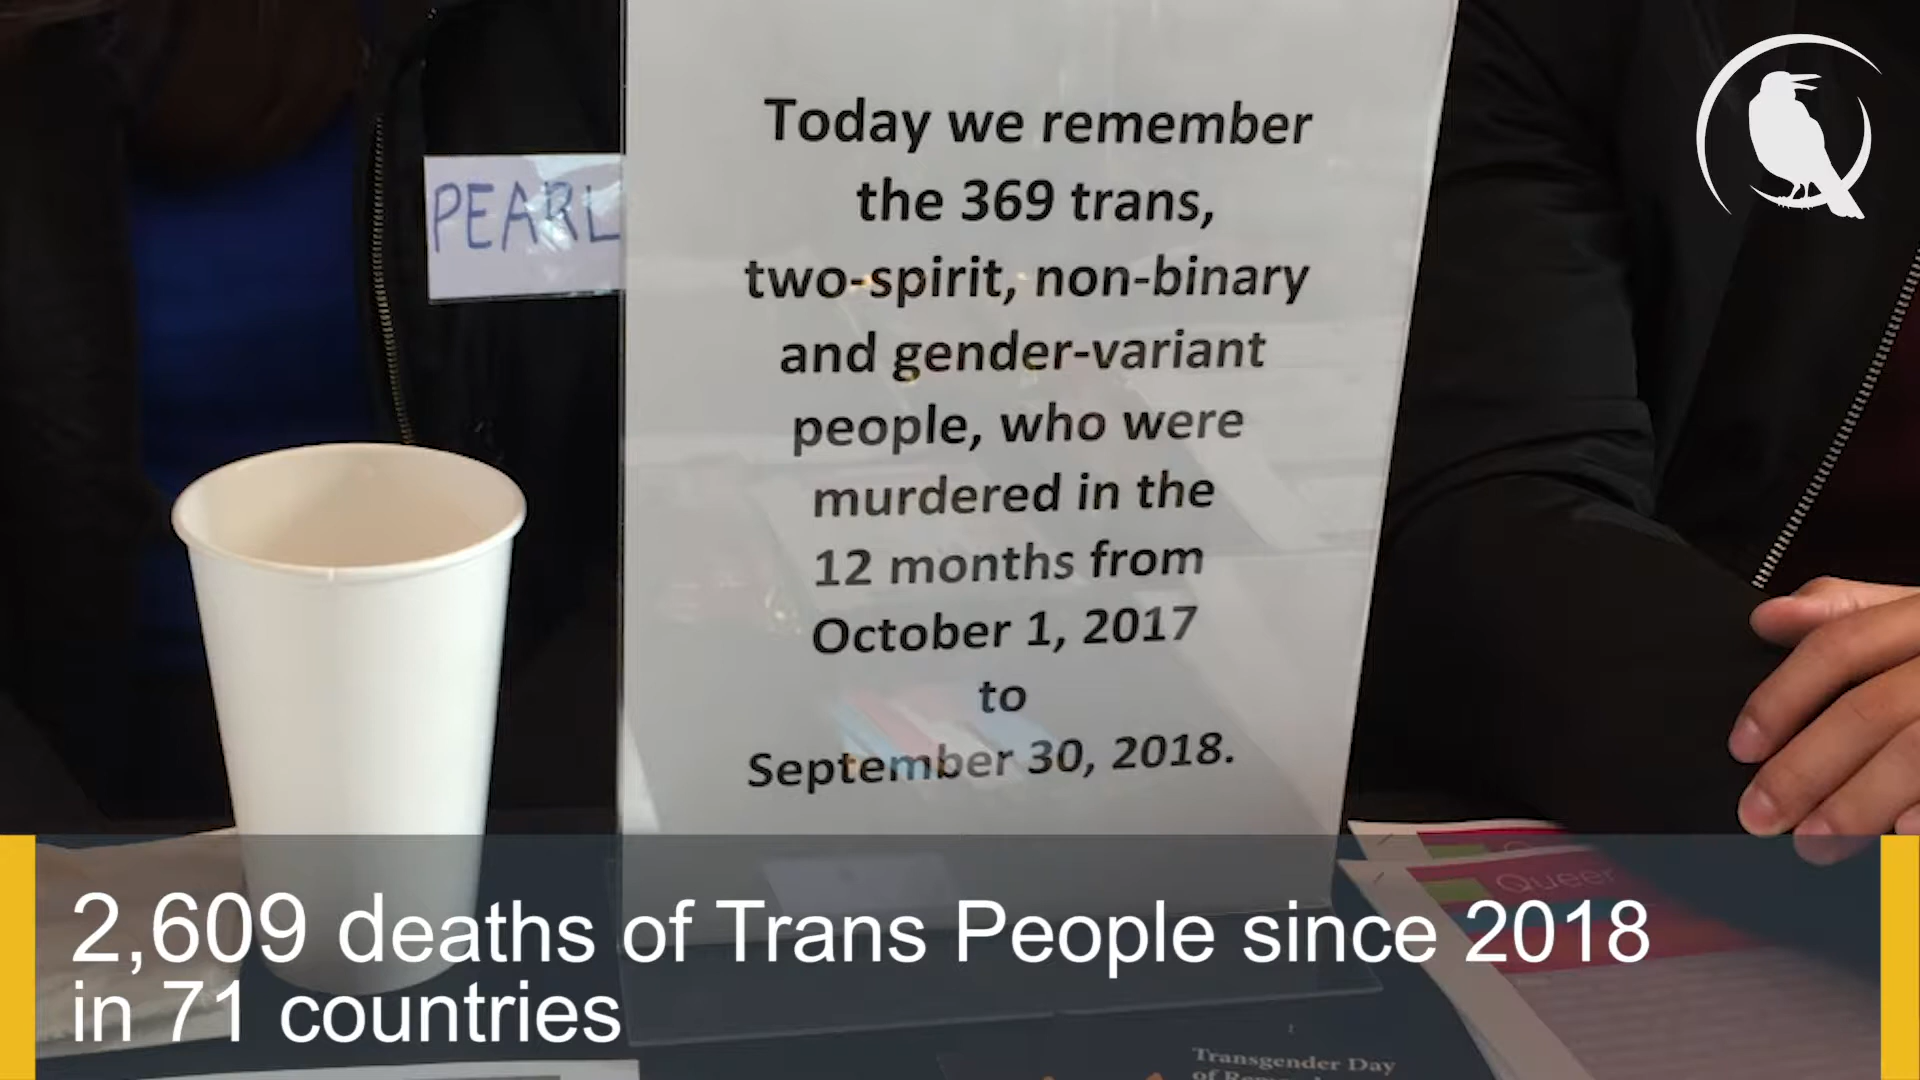 PEARL
Today we remember
the 369 trans,
two-spirit, non-binary
and gender-variant
people, who were
murdered in the
12 months from
October 1, 2017
to
September 30, 2018.
Queer
2,609 deaths of Trans People since 2018
in 71 countries
Transgender Day
of